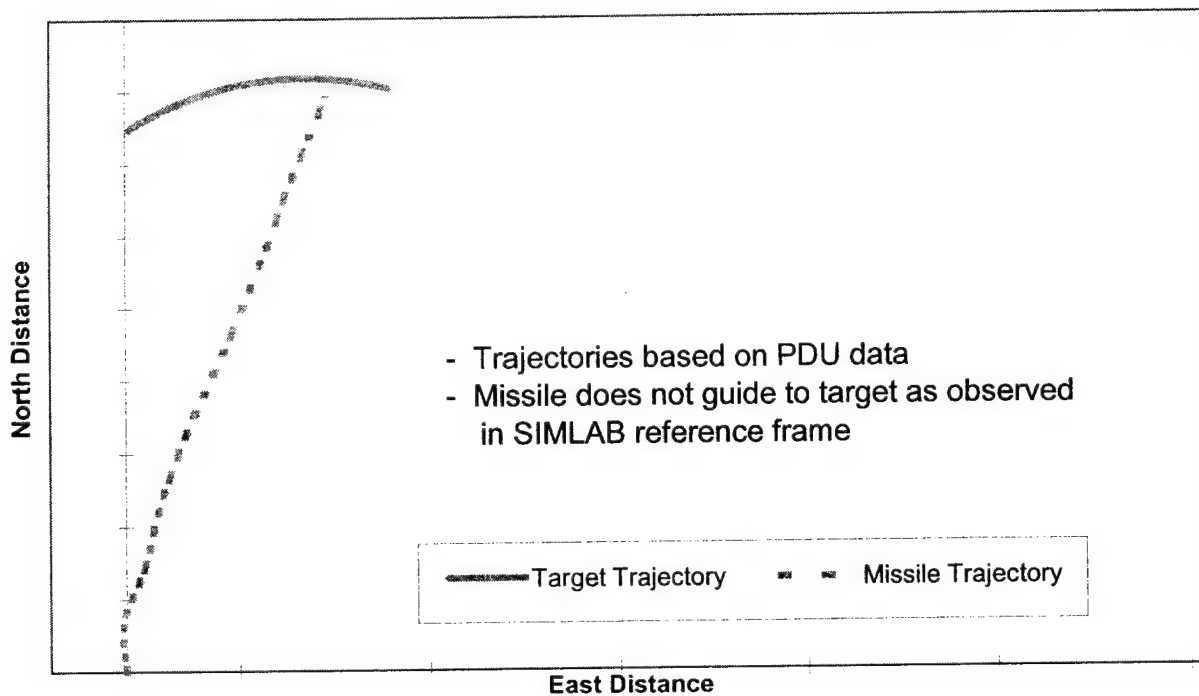 North Distance
- Trajectories based on PDU data
- Missile does not guide to target as observed
in SIMLAB reference frame
Target Trajectory
Missile Trajectory
East Distance